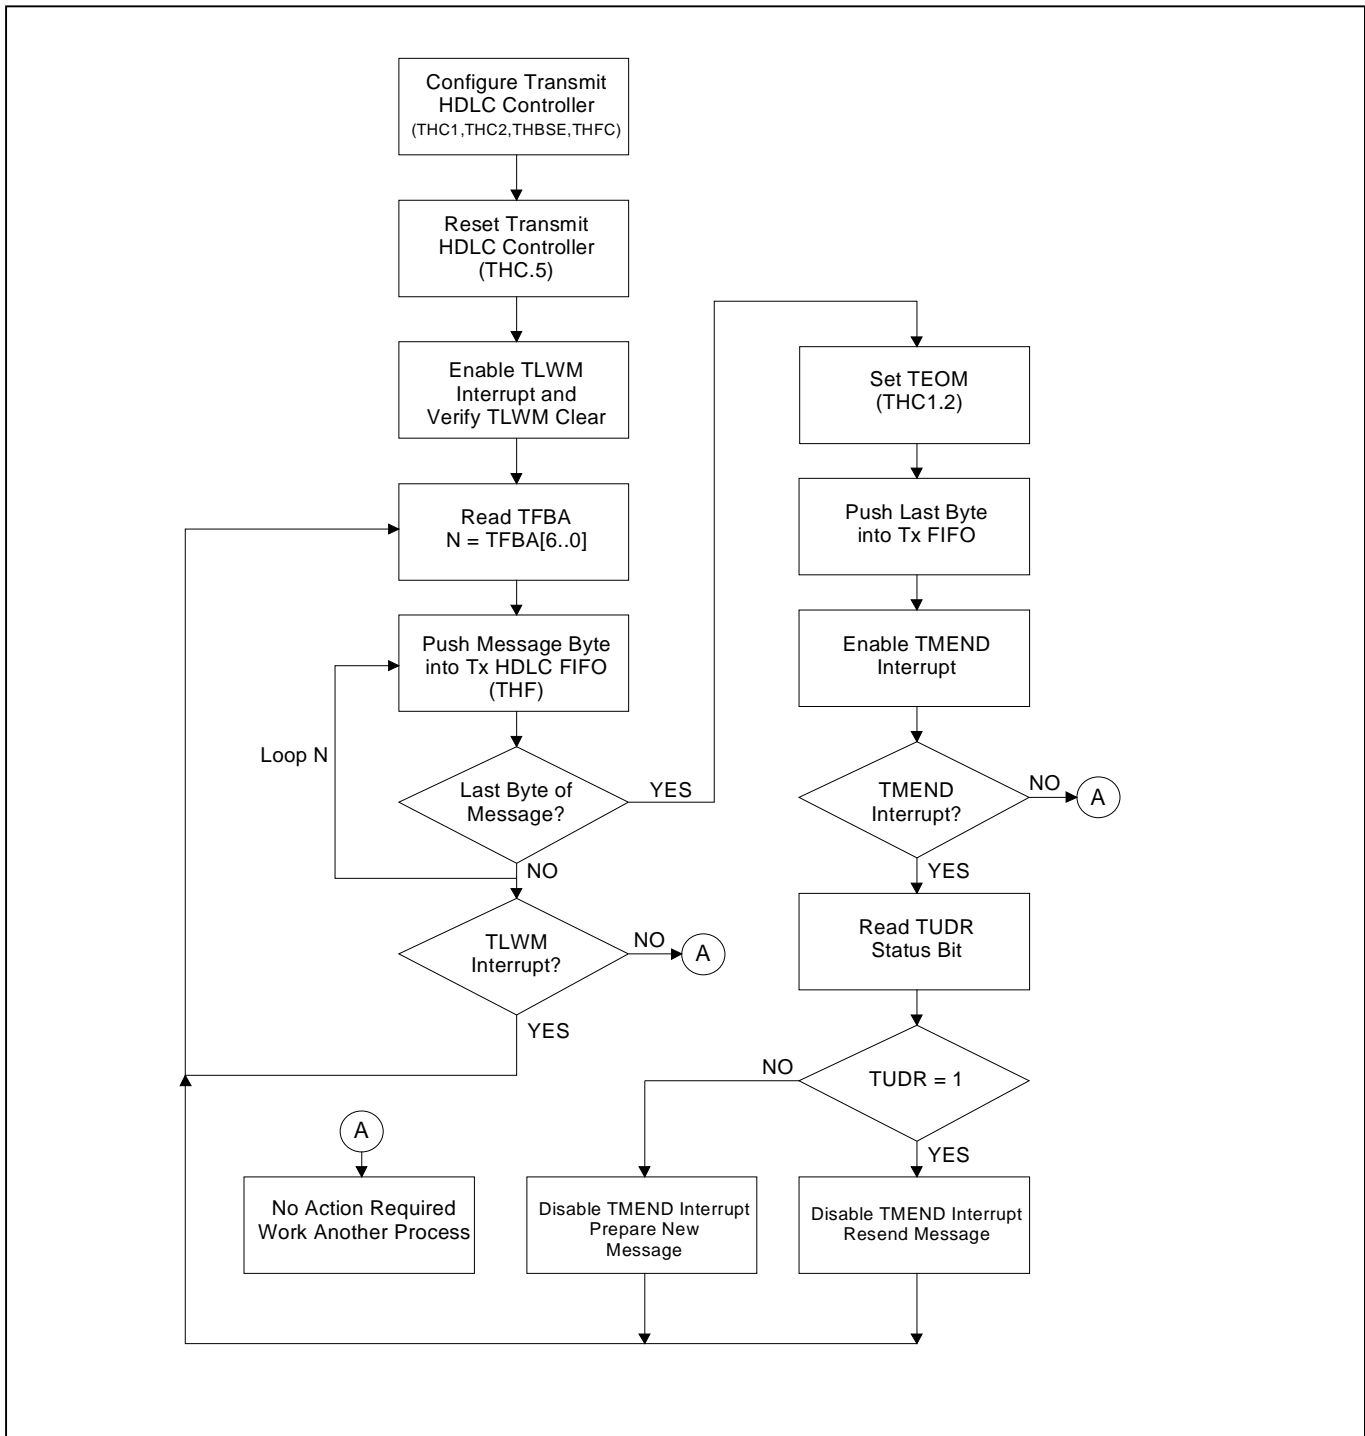 Configure Transmit
HDLC Controller
(THC1,THC2,THBSE,THFC)
Reset Transmit
HDLC Controller
(THC.5)
Enable TLWM
Interrupt and
Verify TLWM Clear
Read TFBA
N = TFBA[6..0]
Push Message Byte
into Tx HDLC FIFO
(THF)
Loop N
Last Byte of
Message?
YES
NO
TLWM
Interrupt?
NO
A
YES
A
No Action Required
Work Another Process
Set TEOM
(THC1.2)
Push Last Byte
into Tx FIFO
Enable TMEND
Interrupt
TMEND
Interrupt?
NO
A
YES
Read TUDR
Status Bit
TUDR = 1
NO
YES
Disable TMEND Interrupt
Prepare New
Message
Disable TMEND Interrupt
Resend Message